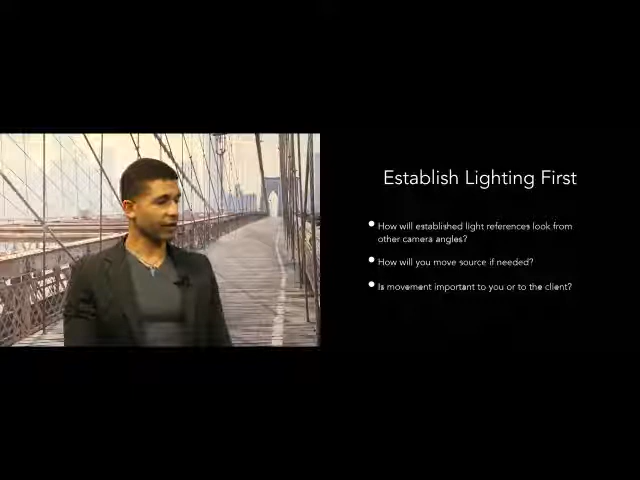 Establish Lighting First
How will established light references look from
other camera angles?
How will you move source if needed?
Is movement important to you or to the client?